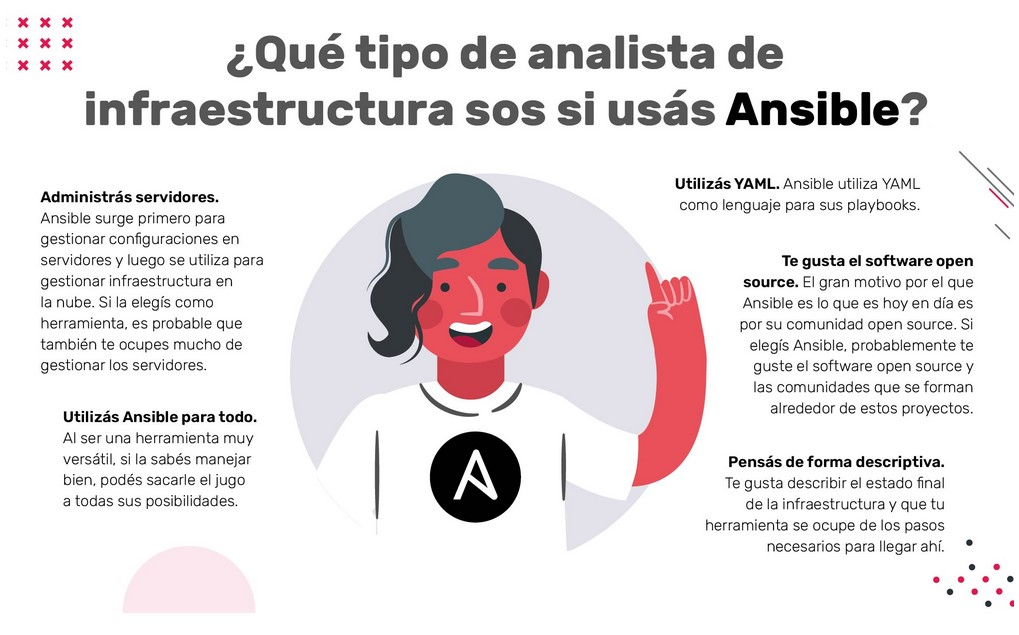 ¿Qué tipo de analista de
infraestructura sos si usás Ansible?
Administrás servidores.
Ansible surge primero para
gestionar configuraciones en
servidores y luego se utiliza para
gestionar infraestructura en
la nube. Si la elegís como
herramienta, es probable que
también te ocupes mucho de
gestionar los servidores.
Utilizás Ansible para todo.
Al ser una herramienta muy
versátil, si la sabés manejar
bien, podés sacarle el jugo
a todas sus posibilidades.
Utilizás YAML. Ansible utiliza YAML
como lenguaje para sus playbooks.
Te gusta el software open
source. El gran motivo por el que
Ansible es lo que es hoy en día es
por su comunidad open source. Si
elegís Ansible, probablemente te
guste el software open source y
las comunidades que se forman
alrededor de estos proyectos.
Pensás de forma descriptiva.
Te gusta describir el estado final
de la infraestructura y que tu
herramienta se ocupe de los pasos
necesarios para llegar ahí.